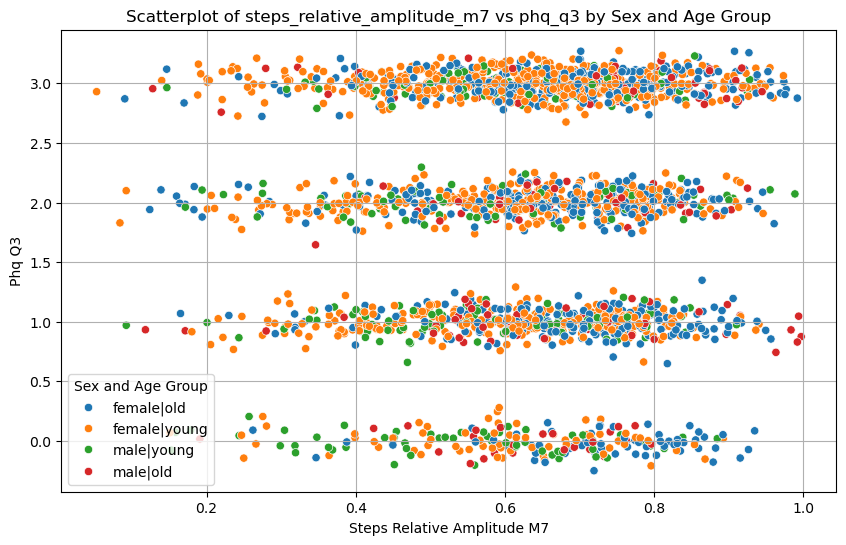 Scatterplot of steps_relative_amplitude_m7 vs phq_q3 by Sex and Age Group
Phq Q3
3.0
2.5
2.0
1.5
1.0
0.5
0.0
Sex and Age Group
female|old
female|young
male|young
male|old
0.2 0.4 0.6 0.8 1.0
Steps Relative Amplitude M7